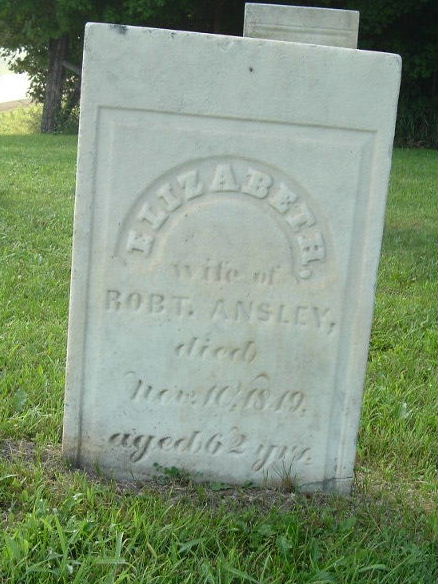 ELIZABETH,
wife of
ROBT. ANSLEY,
died
Nov. 10, 1849.
aged 62 yrs.